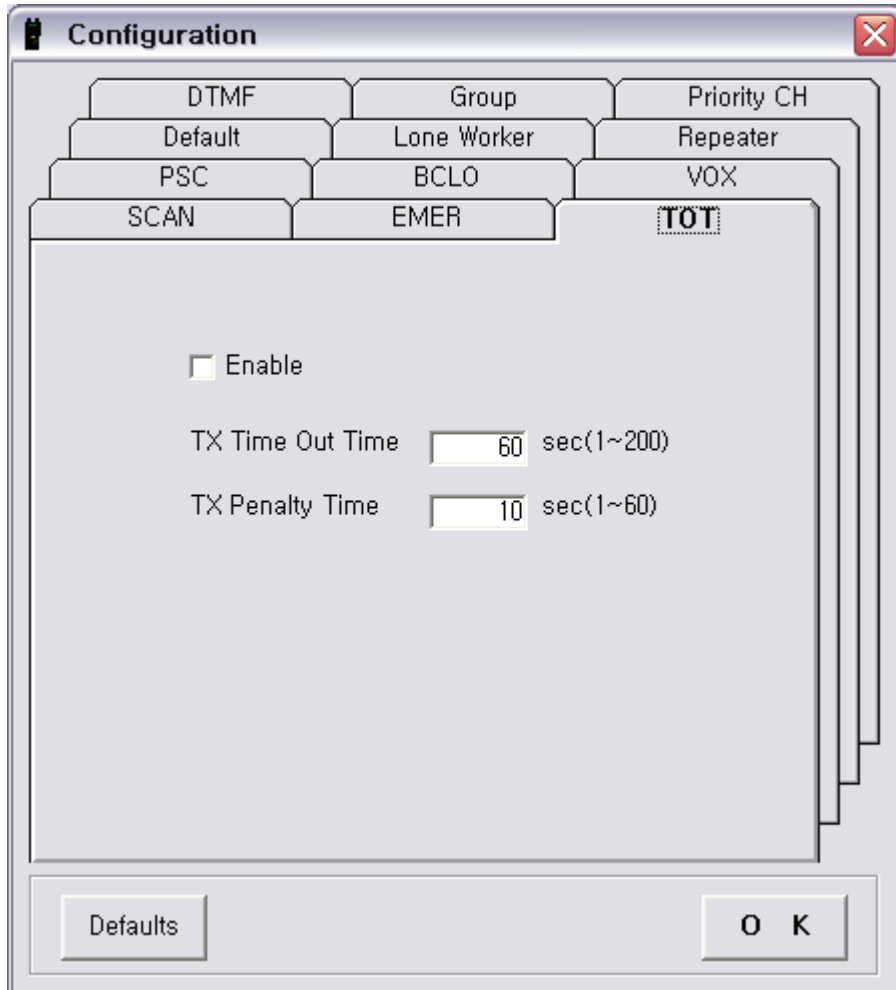 Configuration
DTMF Group Priority CH
Default Lone Worker Repeater
PSC BCLO VOX
SCAN EMER TOT
Enable
TX Time Out Time 60 sec(1~200)
TX Penalty Time 10 sec(1~60)
Defaults O K